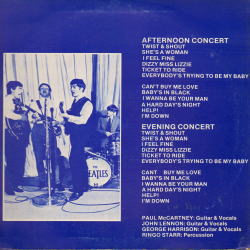 AFTERNOON CONCERT
TWIST & SHOUT
SHE'S A WOMAN
I FEEL FINE
DIZZY MISS LIZZIE
TICKET TO RIDE
EVERYBODY'S TRYING TO BE MY BABY
CAN'T BUY ME LOVE
BABY'S IN BLACK
I WANNA BE YOUR MAN
A HARD DAY'S NIGHT
HELP!
I'M DOWN
EVENING CONCERT
TWIST & SHOUT
SHE'S A WOMAN
I FEEL FINE
DIZZY MISS LIZZIE
TICKET TO RIDE
EVERYBODY'S TRYING TO BE MY BABY
CANT BUY ME LOVE
BABY'S IN BLACK
I WANNA BE YOUR MAN
A HARD DAY'S NIGHT
HELP!
I'M DOWN
THE
BEATLES
PAUL McCARTNEY: Guitar & Vocals
JOHN LENNON: Guitar & Vocals
GEORGE HARRISON: Guitar & Vocals
RINGO STARR: Percussion